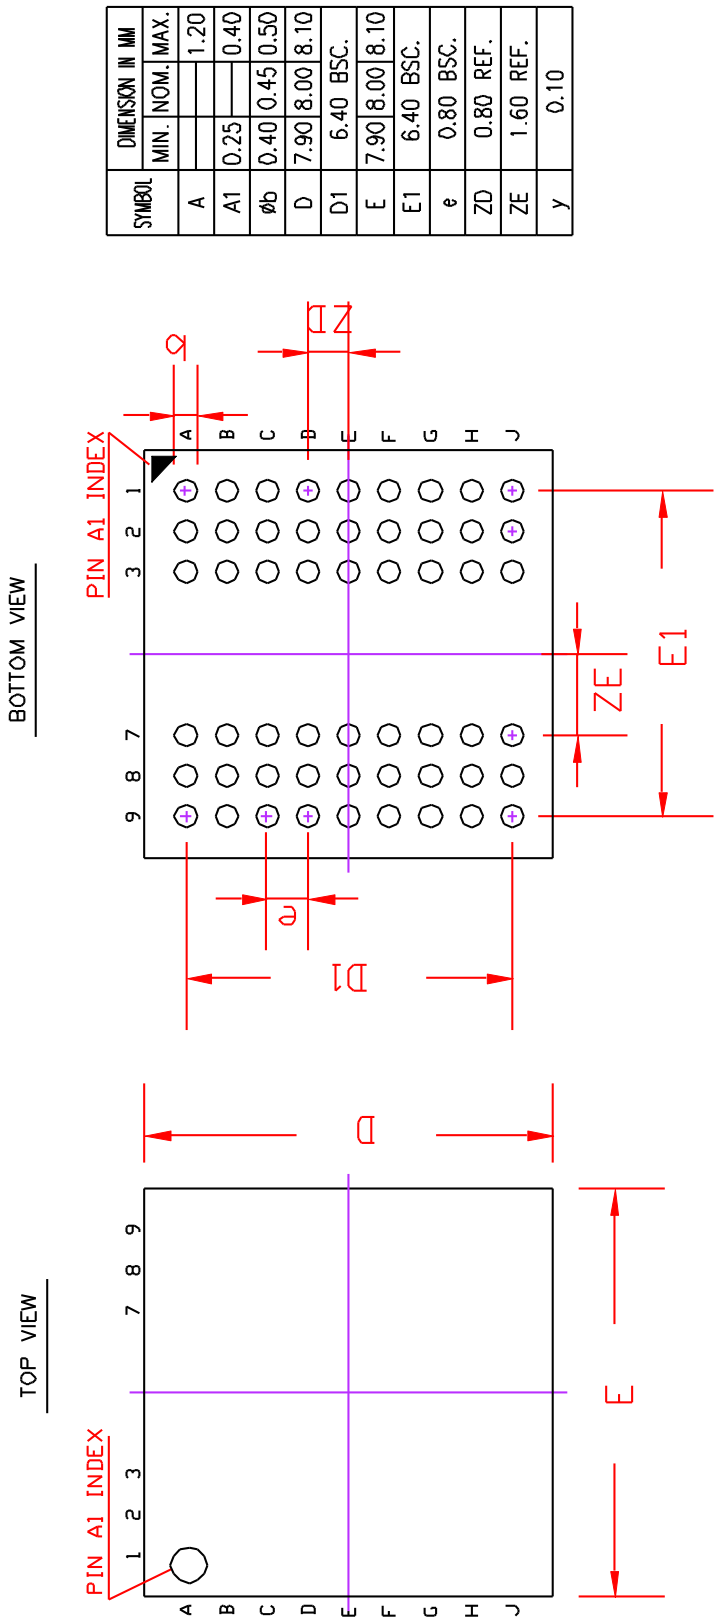 TOP VIEW
PIN A1 INDEX
1 2 3 7 8 9
A
B
C
D
E
F
G
H
J
D
E
BOTTOM VIEW
PIN A1 INDEX
9 8 7 3 2 1
A
B
C
D
E
F
G
H
J
b
ZD
e
D1
ZE
E1
SYMBOL DIMENSION IN MM
MIN. NOM. MAX.
A 1.20
A1 0.25 0.40
Øb 0.40 0.45 0.50
D 7.90 8.00 8.10
D1 6.40 BSC.
E 7.90 8.00 8.10
E1 6.40 BSC.
e 0.80 BSC.
ZD 0.80 REF.
ZE 1.60 REF.
y 0.10